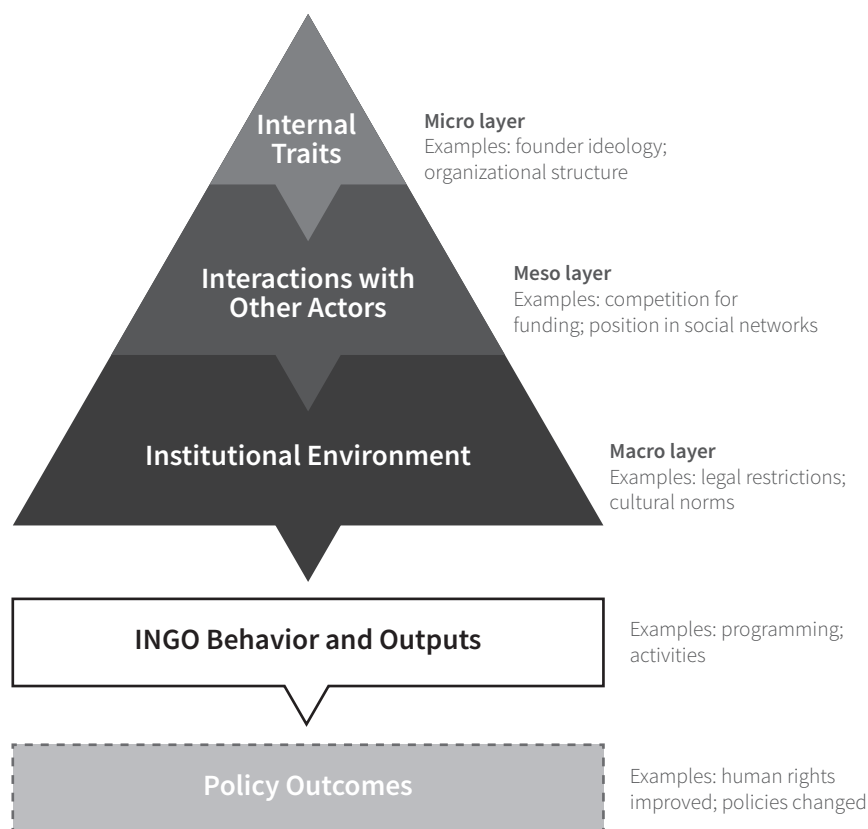 Internal
Traits
Micro layer
Examples: founder ideology;
organizational structure
Interactions with
Other Actors
Meso layer
Examples: competition for
funding; position in social networks
Institutional Environment
Macro layer
Examples: legal restrictions;
cultural norms
INGO Behavior and Outputs
Examples: programming;
activities
Policy Outcomes
Examples: human rights
improved; policies changed